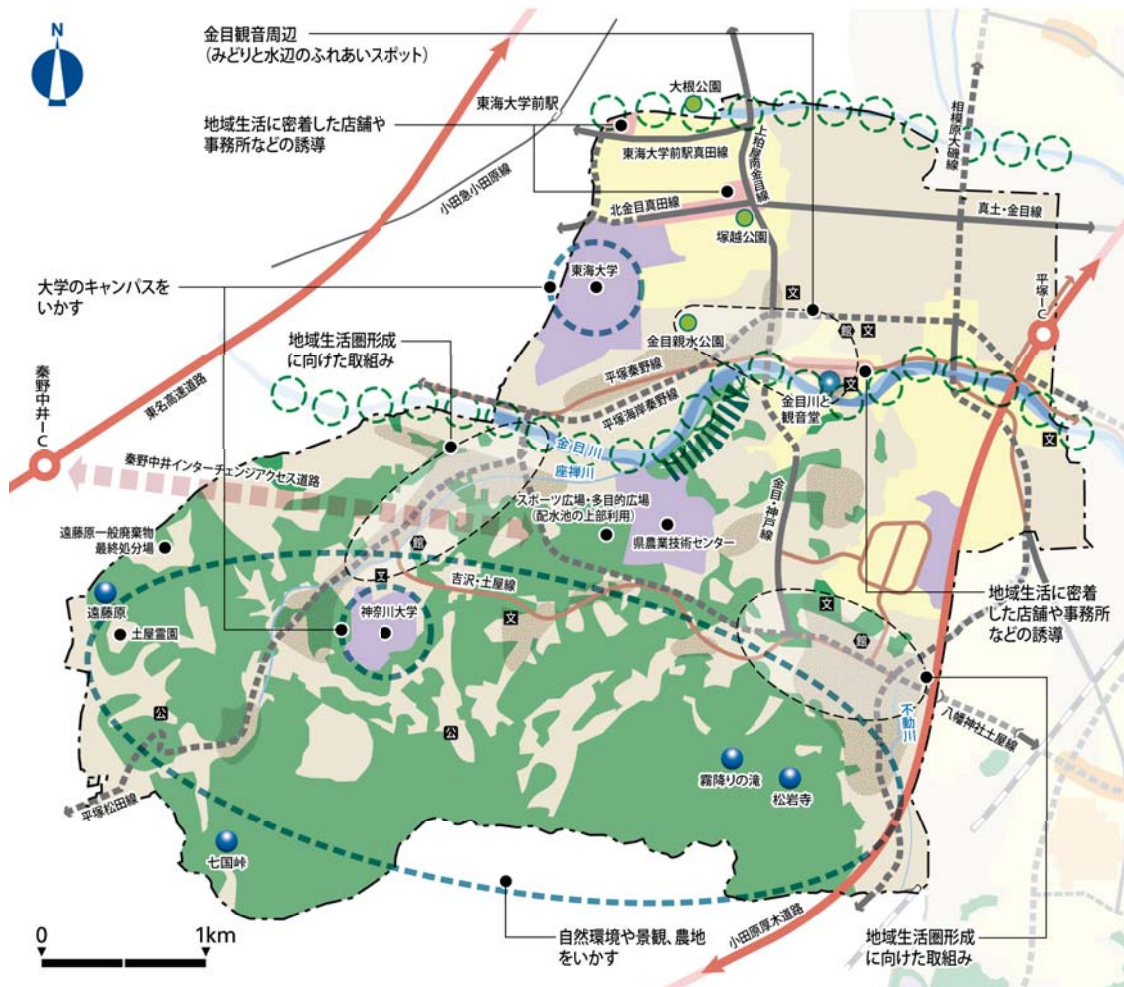 N
金目観音周辺
(みどりと水辺のふれあいスポット)
大根公園
東海大学前駅
地域生活に密着した店舗や
事務所などの誘導
東海大学前駅真田線
上粕屋南金目線
相模原大磯線
小田急小田原線
北金目真田線
真土・金目線
塚越公園
東海大学
大学のキャンパスを
いかす
文
平塚IC
地域生活圏形成
に向けた取組み
金目親水公園
館
文
平塚秦野線
秦野中井IC
東名高速道路
平塚海岸秦野線
文
金目川と
観音堂
金目川
座禅川
文
秦野中井インターチェンジアクセス道路
スポーツ広場・多目的広場
(配水池の上部利用)
金目・神戸線
県農業技術センター
遠藤原一般廃棄物
最終処分場
館
文
吉沢・土屋線
遠藤原
土屋霊園
神奈川大学
文
文
館
地域生活に密着
した店舗や事務所
などの誘導
不動川
八幡神社土屋線
公
公
霧降りの滝
松岩寺
平塚松田線
七国峠
小田原厚木道路
0
1km
自然環境や景観、農地
をいかす
地域生活圏形成
に向けた取組み